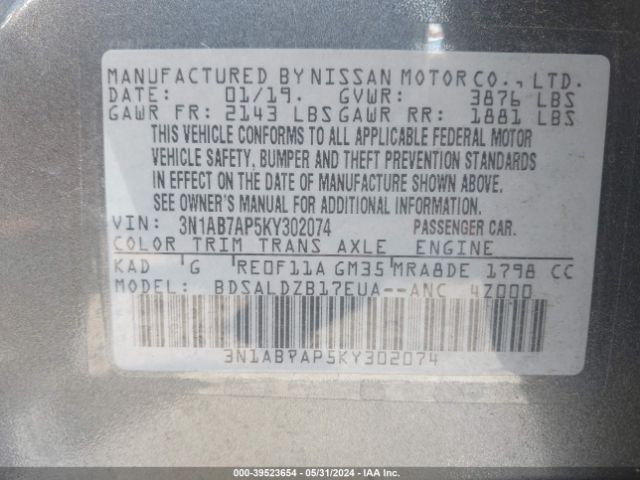 MANUFACTURED BY NISSAN MOTOR CO., LTD.
DATE: 01/19. GVWR: 3876 LBS
GAWR FR: 2143 LBS GAWR RR: 1881 LBS
THIS VEHICLE CONFORMS TO ALL APPLICABLE FEDERAL MOTOR
VEHICLE SAFETY, BUMPER AND THEFT PREVENTION STANDARDS
IN EFFECT ON THE DATE OF MANUFACTURE SHOWN ABOVE.
SEE OWNER'S MANUAL FOR ADDITIONAL INFORMATION.
VIN: 3N1AB7AP5KY302074 PASSENGER CAR.
COLOR TRIM TRANS AXLE ENGINE
KAD G RE0F11A GM35 MRA8DE 1798 CC
MODEL: BDSALDZB17EUA--ANC 4Z000
3N1AB7AP5KY302074
000-39523654 - 05/31/2024 - IAA Inc.